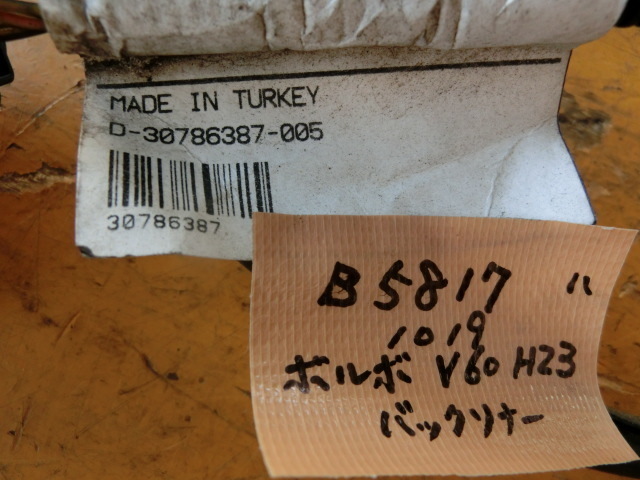 MADE IN TURKEY
D-30786387-005
30786387
B5817 ハ
1019
ボルボ V60 H23
バックソナー